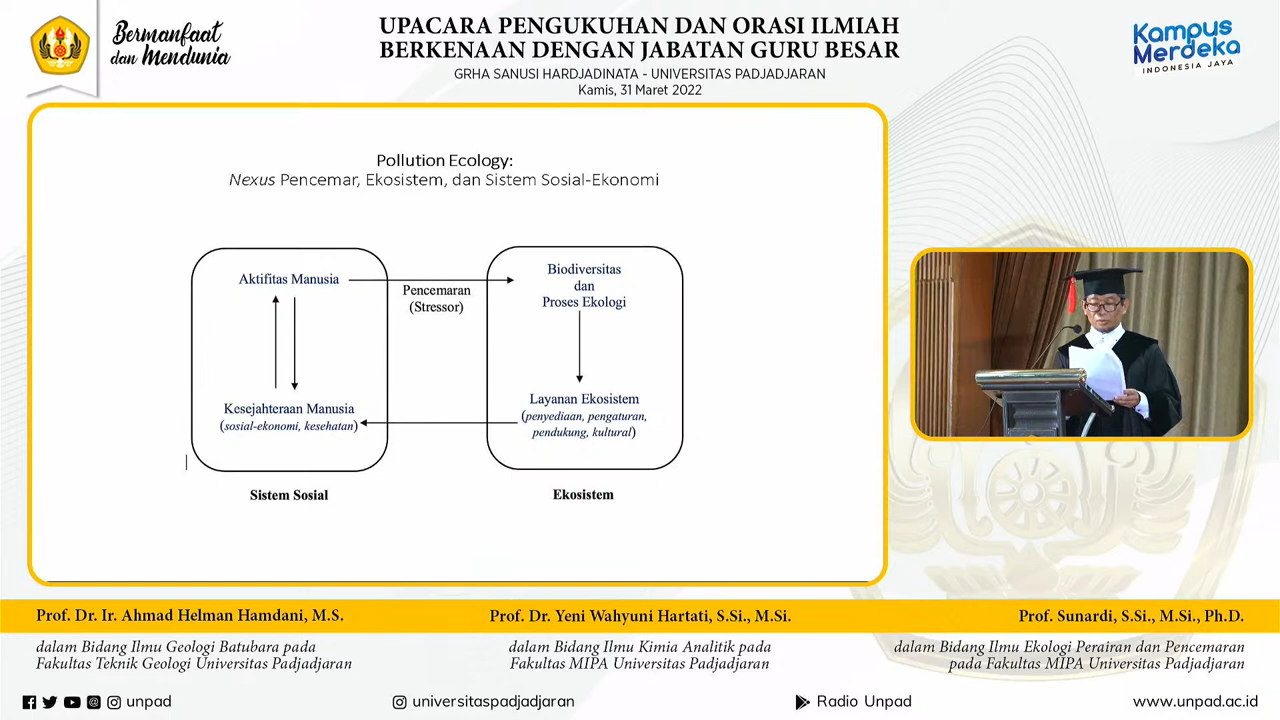 Bermanfaat
dan Mendunia
UPACARA PENGUKUHAN DAN ORASI ILMIAH
BERKENAAN DENGAN JABATAN GURU BESAR
GRHA SANUSI HARDJADINATA - UNIVERSITAS PADJADJARAN
Kamis, 31 Maret 2022
Kampus
Merdeka
INDONESIA JAYA
Pollution Ecology:
Nexus Pencemar, Ekosistem, dan Sistem Sosial-Ekonomi
Aktifitas Manusia
Pencemaran
(Stressor)
Biodiversitas
dan
Proses Ekologi
Kesejahteraan Manusia
(sosial-ekonomi, kesehatan)
Layanan Ekosistem
(penyediaan, pengaturan,
pendukung, kultural)
Sistem Sosial
Ekosistem
Prof. Dr. Ir. Ahmad Helman Hamdani, M.S.
dalam Bidang Ilmu Geologi Batubara pada
Fakultas Teknik Geologi Universitas Padjadjaran
Prof. Dr. Yeni Wahyuni Hartati, S.Si., M.Si.
dalam Bidang Ilmu Kimia Analitik pada
Fakultas MIPA Universitas Padjadjaran
Prof. Sunardi, S.Si., M.Si., Ph.D.
dalam Bidang Ilmu Ekologi Perairan dan Pencemaran
pada Fakultas MIPA Universitas Padjadjaran
unpad
universitaspadjadjaran
Radio Unpad
www.unpad.ac.id